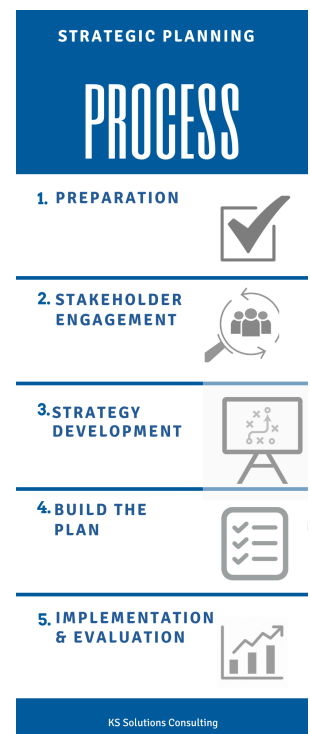 STRATEGIC PLANNING
PROCESS
1. PREPARATION
2. STAKEHOLDER
ENGAGEMENT
3. STRATEGY
DEVELOPMENT
4. BUILD THE
PLAN
5. IMPLEMENTATION
& EVALUATION
KS Solutions Consulting